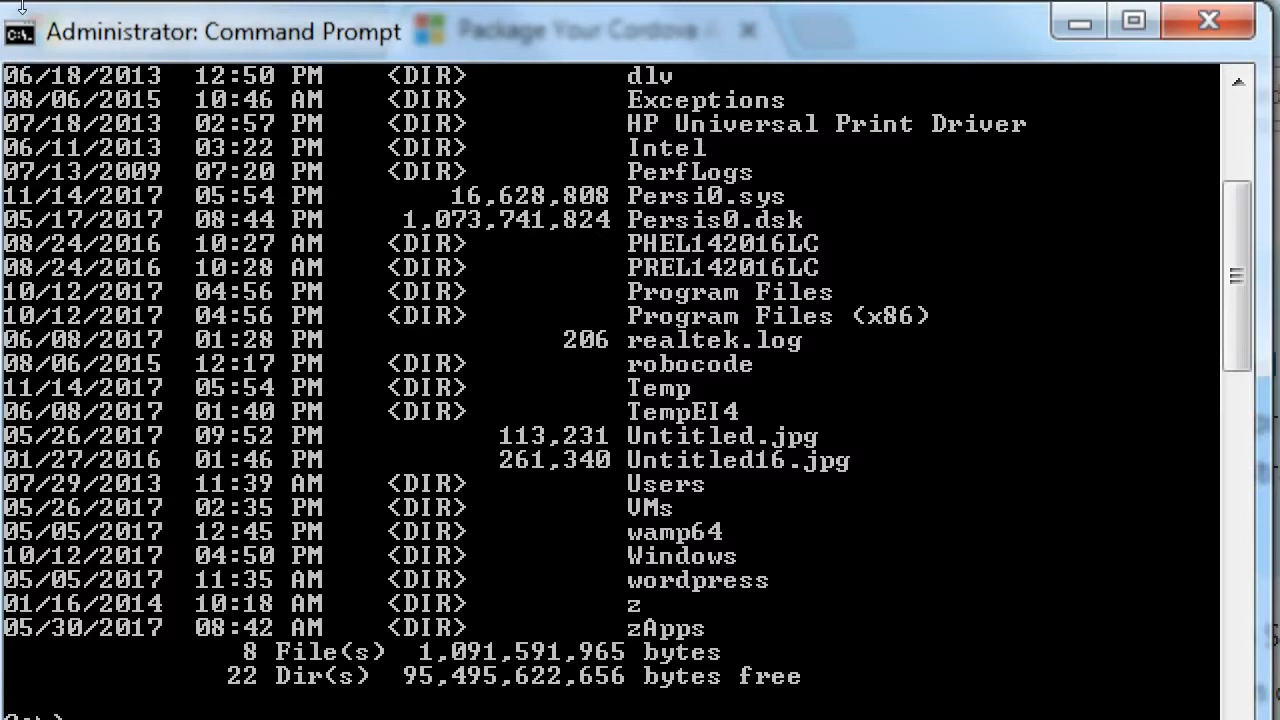 Administrator: Command Prompt
Package Your Cordova
06/18/2013 12:50 PM <DIR> dlv
08/06/2015 10:46 AM <DIR> Exceptions
07/18/2013 02:57 PM <DIR> HP Universal Print Driver
06/11/2013 03:22 PM <DIR> Intel
07/13/2009 07:20 PM <DIR> PerfLogs
11/14/2017 05:54 PM 16,628,808 Persi0.sys
05/17/2017 08:44 PM 1,073,741,824 Persis0.dsk
08/24/2016 10:27 AM <DIR> PHEL142016LC
08/24/2016 10:28 AM <DIR> PREL142016LC
10/12/2017 04:56 PM <DIR> Program Files
10/12/2017 04:56 PM <DIR> Program Files (x86)
06/08/2017 01:28 PM 206 realtek.log
08/06/2015 12:17 PM <DIR> robocode
11/14/2017 05:54 PM <DIR> Temp
06/08/2017 01:40 PM <DIR> TempEI4
05/26/2017 09:52 PM 113,231 Untitled.jpg
01/27/2016 01:46 PM 261,340 Untitled16.jpg
07/29/2013 11:39 AM <DIR> Users
05/26/2017 02:35 PM <DIR> VMs
05/05/2017 12:45 PM <DIR> wamp64
10/12/2017 04:50 PM <DIR> Windows
05/05/2017 11:35 AM <DIR> wordpress
01/16/2014 10:18 AM <DIR> z
05/30/2017 08:42 AM <DIR> zApps
8 File(s) 1,091,591,965 bytes
22 Dir(s) 95,495,622,656 bytes free